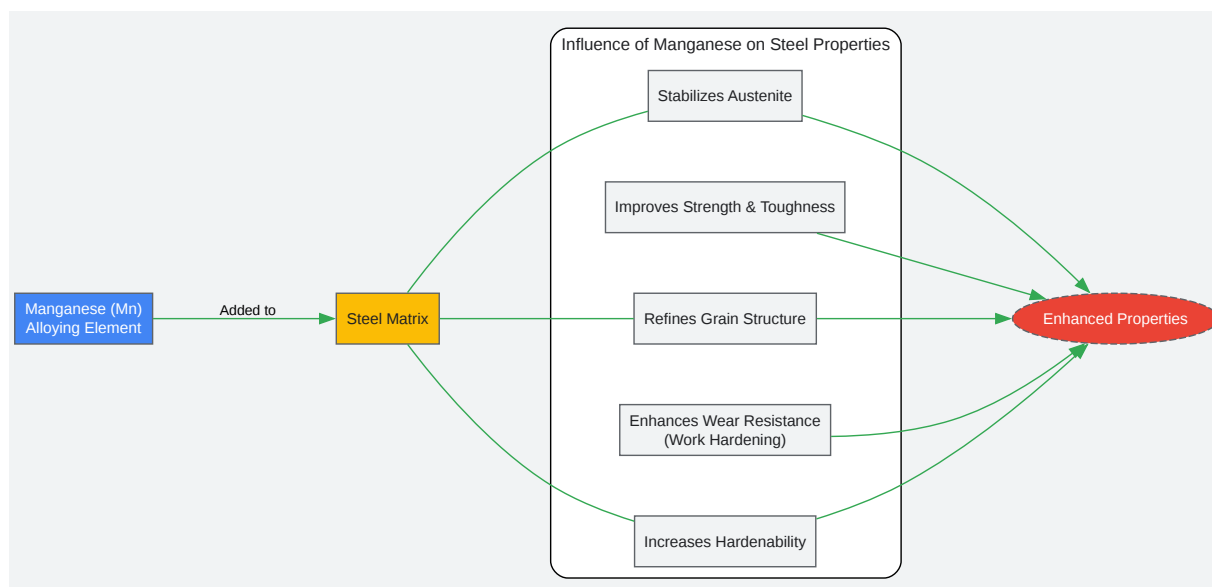 Influence of Manganese on Steel Properties
Stabilizes Austenite
Improves Strength & Toughness
Manganese (Mn)
Alloying Element
Added to
Steel Matrix
Refines Grain Structure
Enhanced Properties
Enhances Wear Resistance
(Work Hardening)
Increases Hardenability